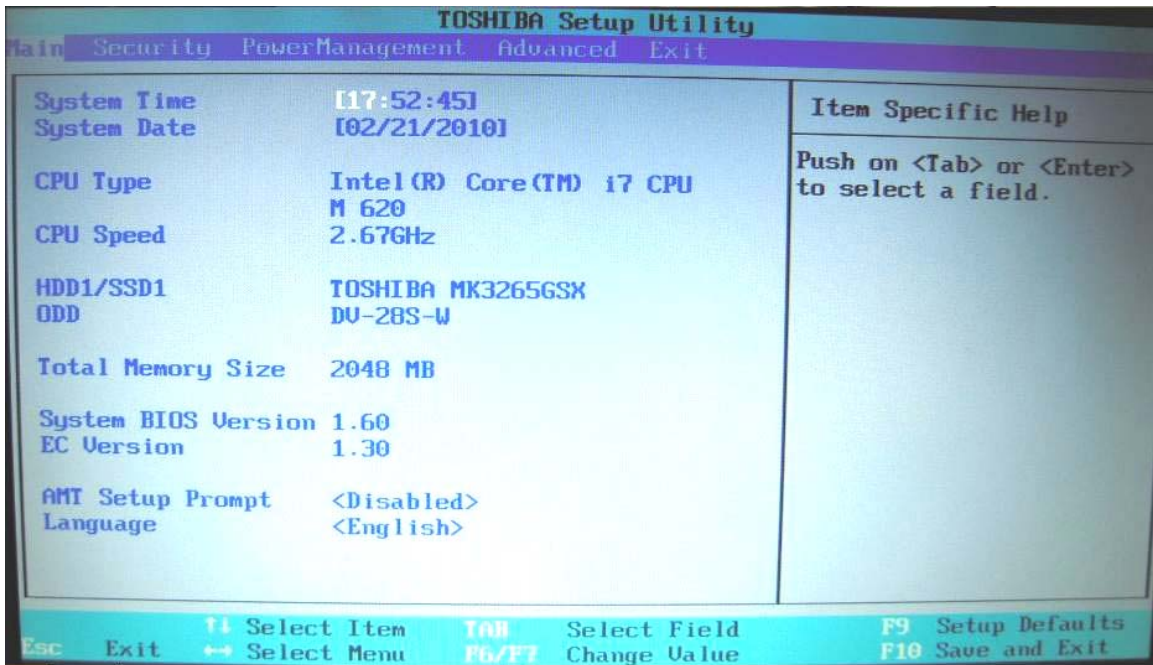 TOSHIBA Setup Utility
Main Security PowerManagement Advanced Exit
System Time [17:52:45]
System Date [02/21/2010]
CPU Type Intel(R) Core(TM) i7 CPU
M 620
CPU Speed 2.67GHz
HDD1/SSD1 TOSHIBA MK3265GSX
ODD DV-28S-W
Total Memory Size 2048 MB
System BIOS Version 1.60
EC Version 1.30
AMT Setup Prompt <Disabled>
Language <English>
Item Specific Help
Push on <Tab> or <Enter>
to select a field.
↑↓ Select Item TAB Select Field F9 Setup Defaults
Esc Exit ←→ Select Menu F6/F7 Change Value F10 Save and Exit